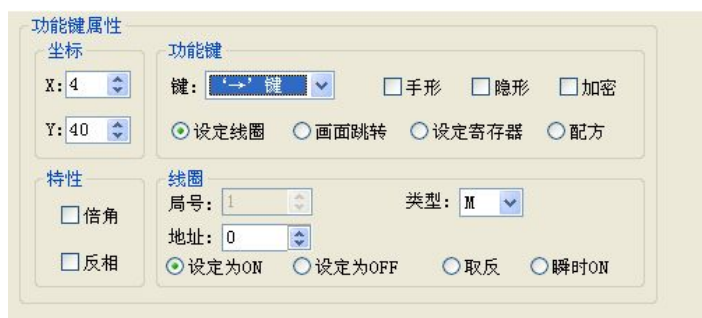 功能键属性
坐标
X: 4
Y: 40
功能键
键: '→' 键
手形 隐形 加密
设定线圈 画面跳转 设定寄存器 配方
特性
倍角
反相
线圈
局号: 1 类型: M
地址: 0
设定为ON 设定为OFF 取反 瞬时ON